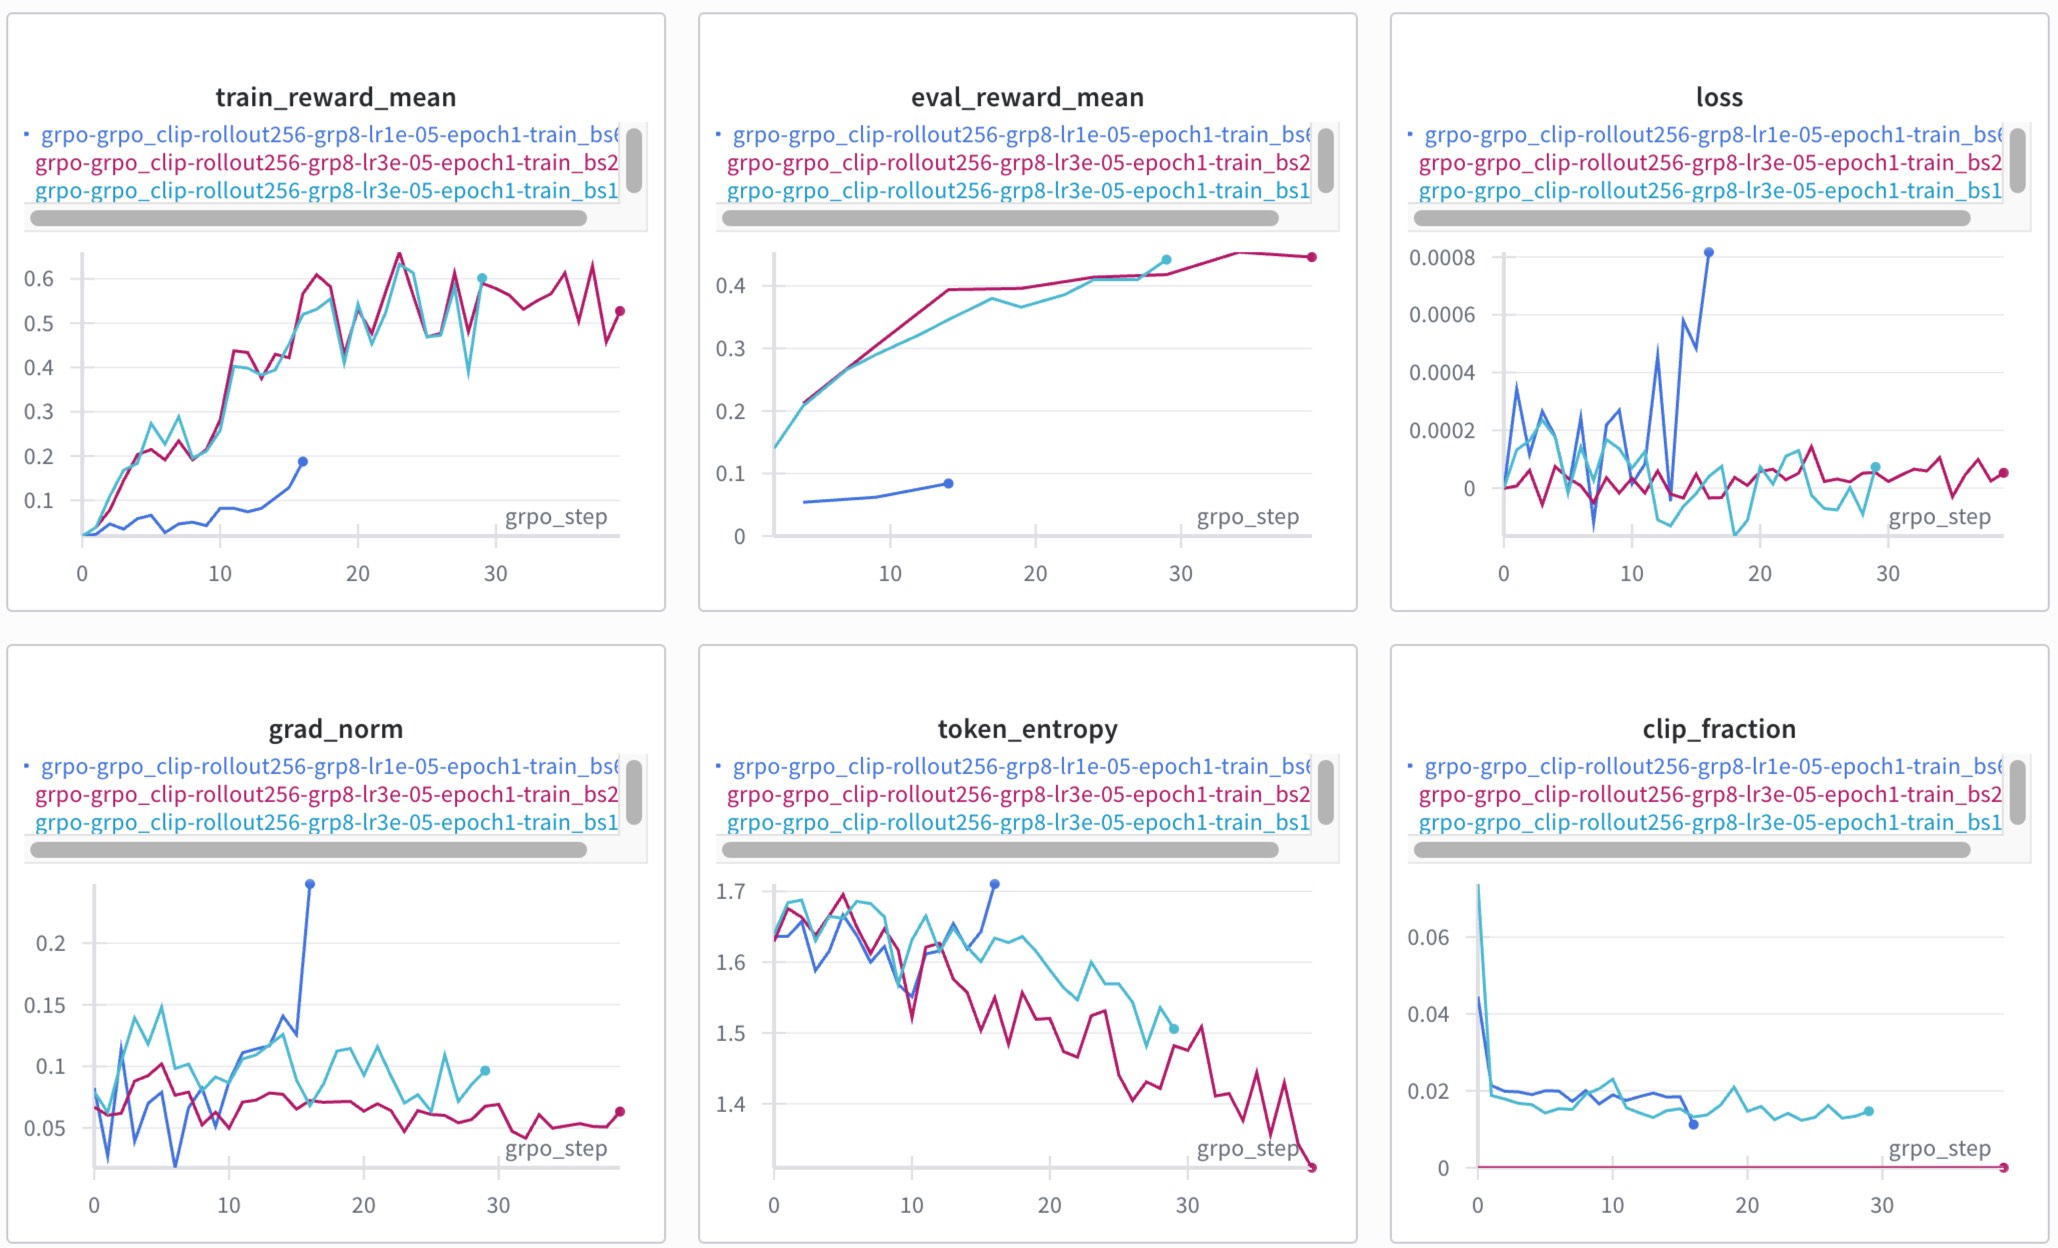 train_reward_mean
grpo-grpo_clip-rollout256-grp8-lr1e-05-epoch1-train_bs6
grpo-grpo_clip-rollout256-grp8-lr3e-05-epoch1-train_bs2
grpo-grpo_clip-rollout256-grp8-lr3e-05-epoch1-train_bs1
0.6
0.5
0.4
0.3
0.2
0.1
grpo_step
0 10 20 30
eval_reward_mean
grpo-grpo_clip-rollout256-grp8-lr1e-05-epoch1-train_bs6
grpo-grpo_clip-rollout256-grp8-lr3e-05-epoch1-train_bs2
grpo-grpo_clip-rollout256-grp8-lr3e-05-epoch1-train_bs1
0.4
0.3
0.2
0.1
0
grpo_step
10 20 30
loss
grpo-grpo_clip-rollout256-grp8-lr1e-05-epoch1-train_bs6
grpo-grpo_clip-rollout256-grp8-lr3e-05-epoch1-train_bs2
grpo-grpo_clip-rollout256-grp8-lr3e-05-epoch1-train_bs1
0.0008
0.0006
0.0004
0.0002
0
grpo_step
0 10 20 30
grad_norm
grpo-grpo_clip-rollout256-grp8-lr1e-05-epoch1-train_bs6
grpo-grpo_clip-rollout256-grp8-lr3e-05-epoch1-train_bs2
grpo-grpo_clip-rollout256-grp8-lr3e-05-epoch1-train_bs1
0.2
0.15
0.1
0.05
grpo_step
0 10 20 30
token_entropy
grpo-grpo_clip-rollout256-grp8-lr1e-05-epoch1-train_bs6
grpo-grpo_clip-rollout256-grp8-lr3e-05-epoch1-train_bs2
grpo-grpo_clip-rollout256-grp8-lr3e-05-epoch1-train_bs1
1.7
1.6
1.5
1.4
grpo_step
0 10 20 30
clip_fraction
grpo-grpo_clip-rollout256-grp8-lr1e-05-epoch1-train_bs6
grpo-grpo_clip-rollout256-grp8-lr3e-05-epoch1-train_bs2
grpo-grpo_clip-rollout256-grp8-lr3e-05-epoch1-train_bs1
0.06
0.04
0.02
0
grpo_step
0 10 20 30